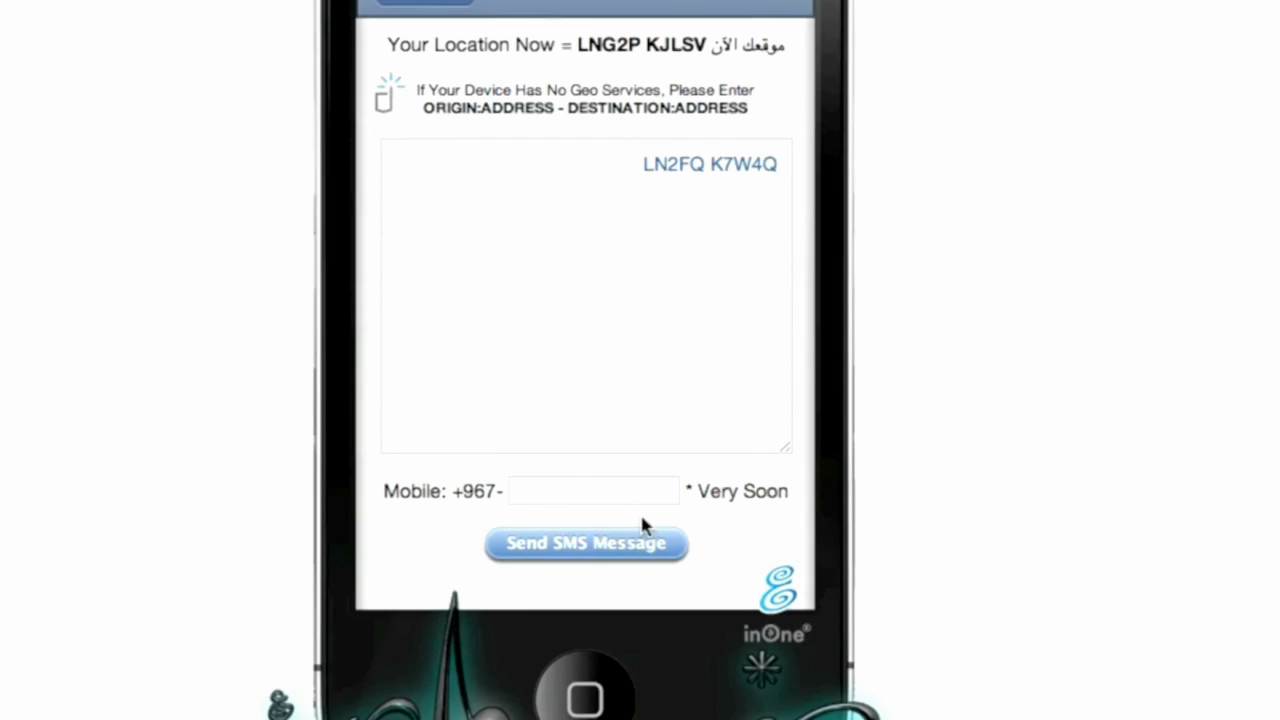 Your Location Now = LNG2P KJLSV موقعك الآن
If Your Device Has No Geo Services, Please Enter
ORIGIN:ADDRESS - DESTINATION:ADDRESS
LN2FQ K7W4Q
Mobile: +967- * Very Soon
Send SMS Message
inOne®